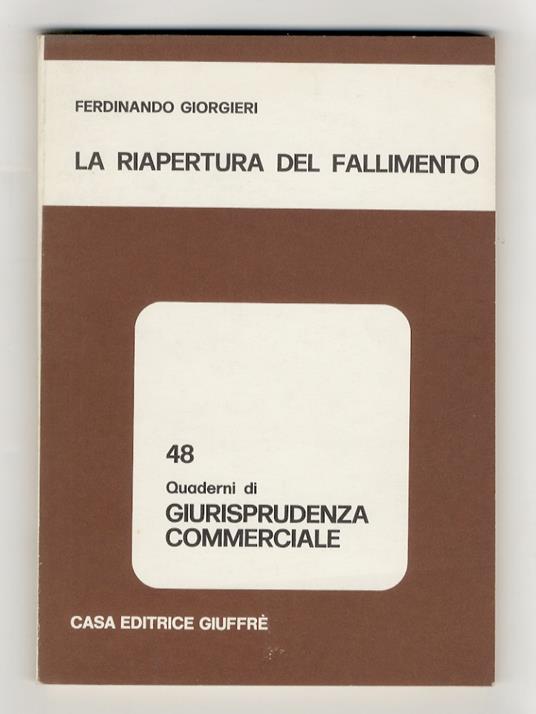 FERDINANDO GIORGIERI
LA RIAPERTURA DEL FALLIMENTO
48
Quaderni di
GIURISPRUDENZA
COMMERCIALE
CASA EDITRICE GIUFFRÈ